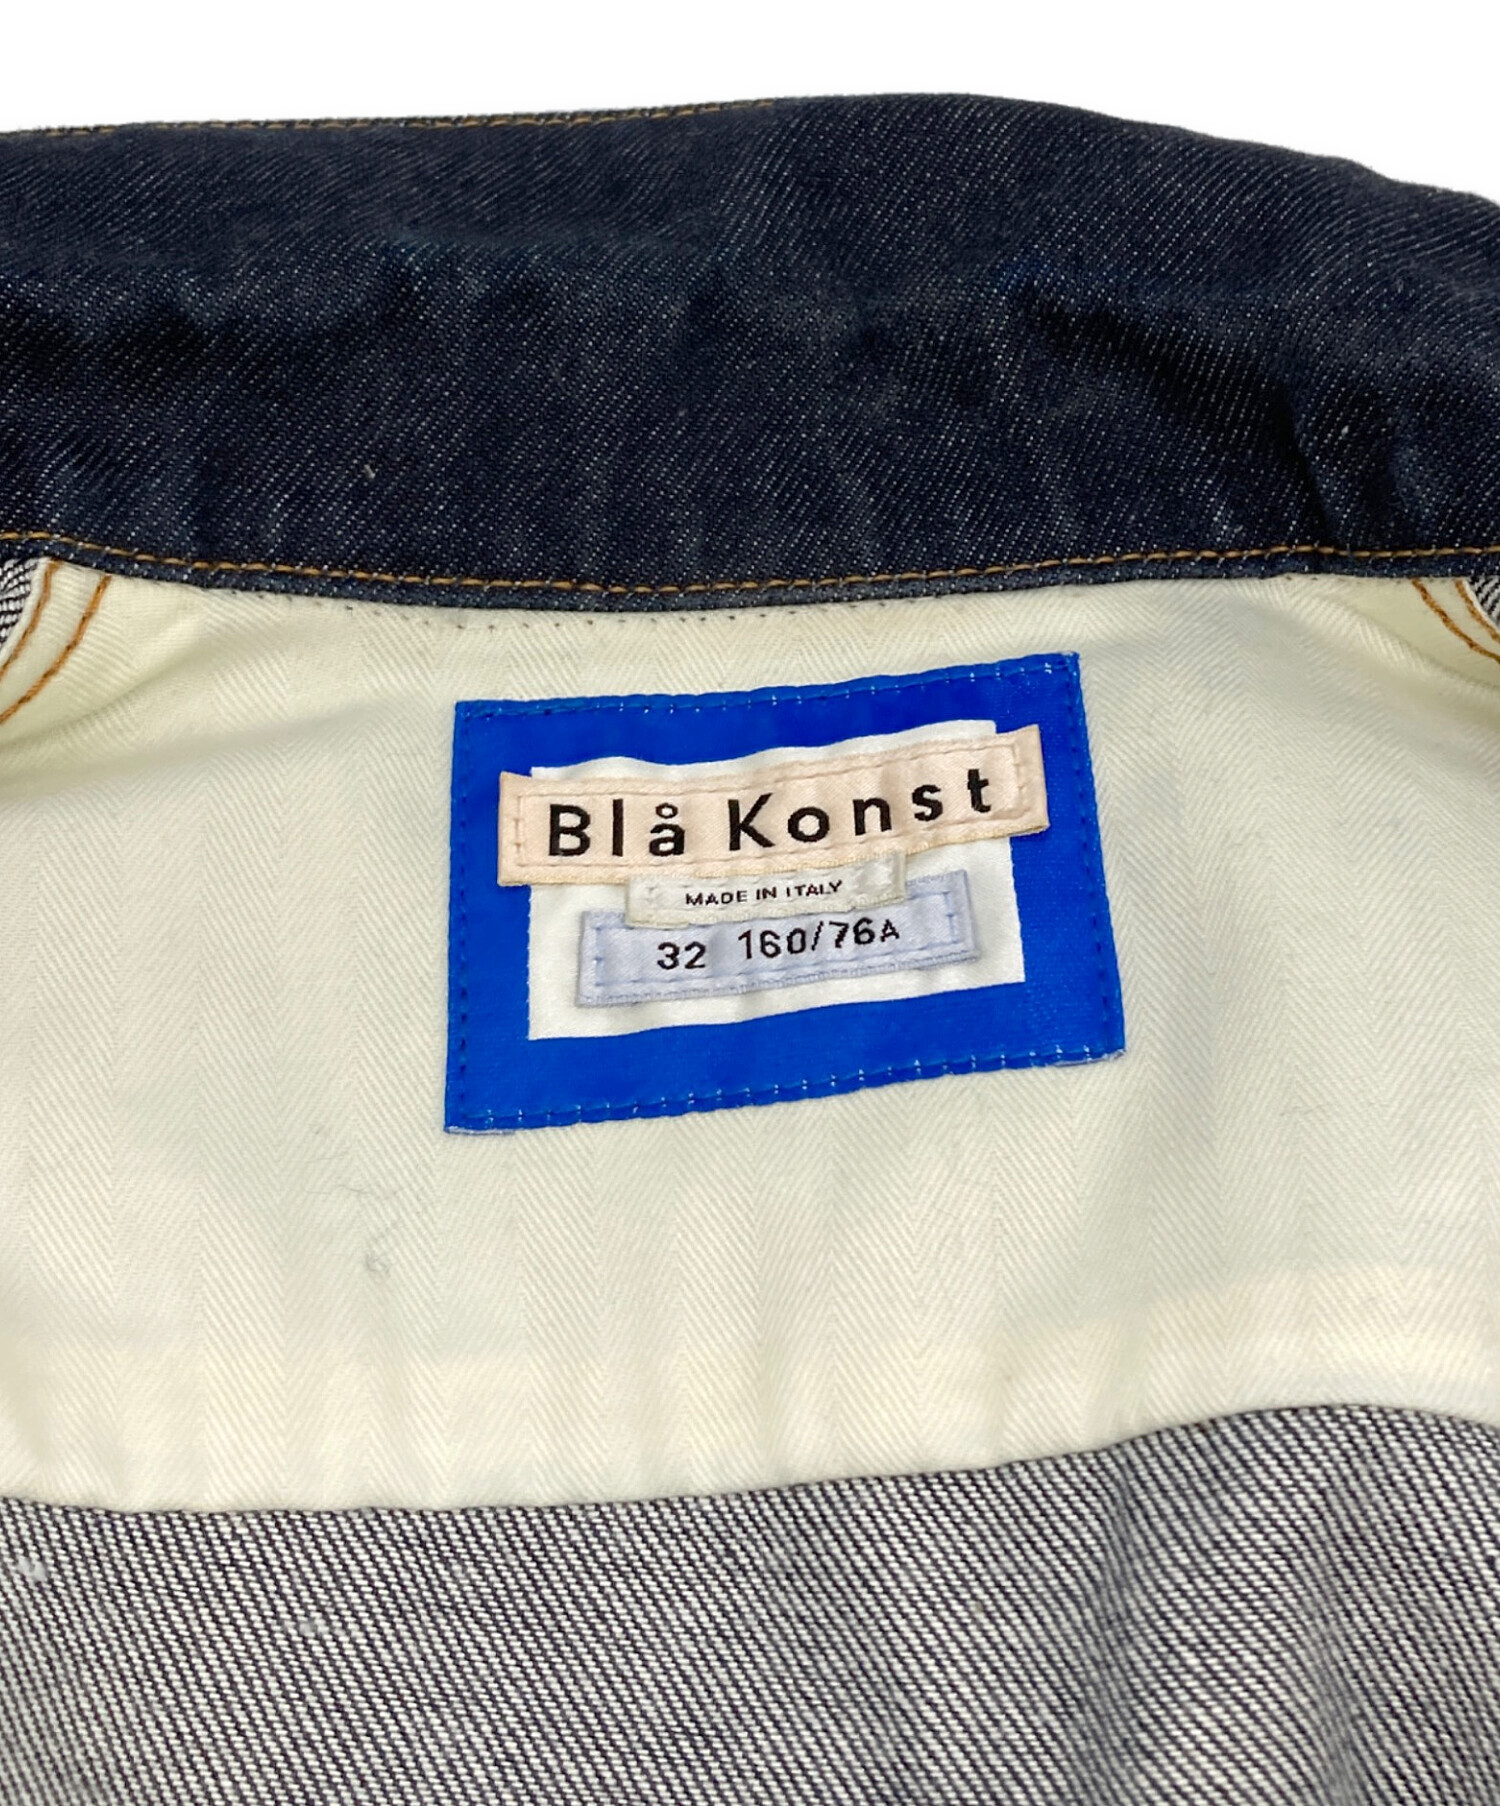 Blå Konst
MADE IN ITALY
32 160/76A